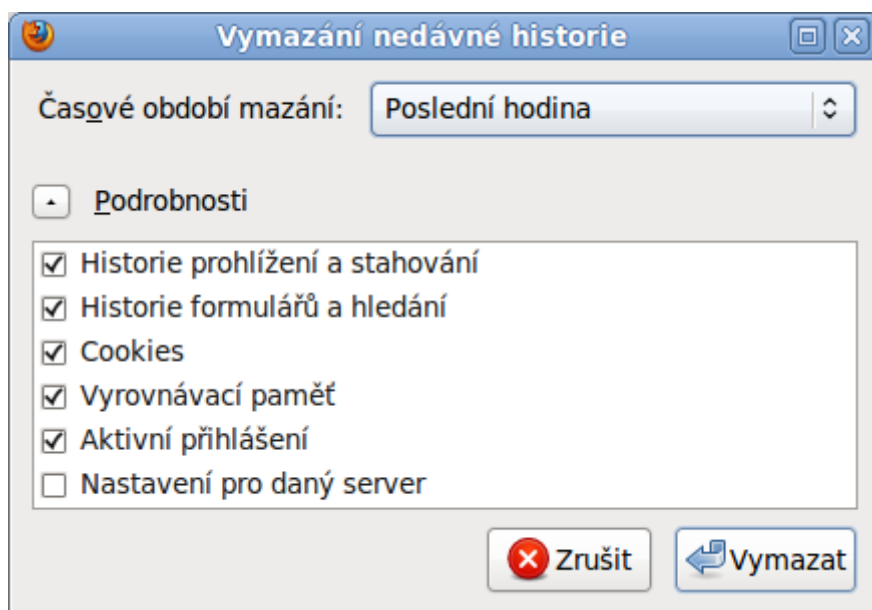 Vymazání nedávné historie
Časové období mazání: Poslední hodina
Podrobnosti
Historie prohlížení a stahování
Historie formulářů a hledání
Cookies
Vyrovnávací paměť
Aktivní přihlášení
Nastavení pro daný server
Zrušit Vymazat